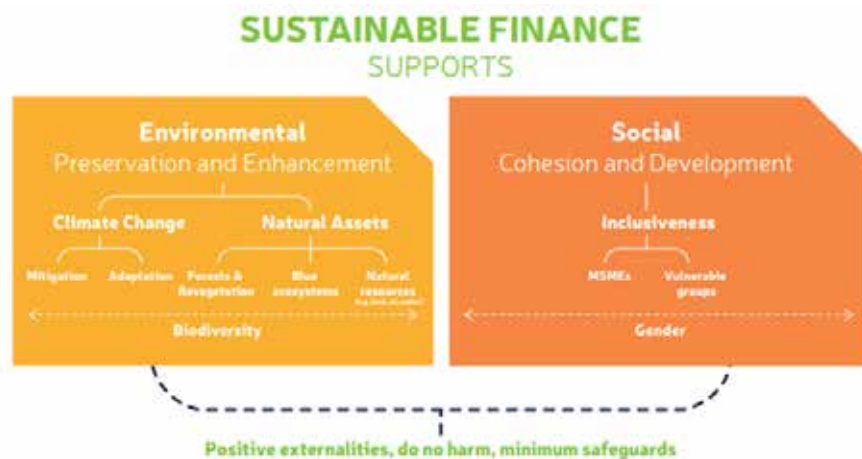 SUSTAINABLE FINANCE
SUPPORTS
Environmental
Preservation and Enhancement
Climate Change
Natural Assets
Mitigation
Adaptation
Forests &
Revegetation
Blue
ecosystems
Natural
resources
Biodiversity
Social
Cohesion and Development
Inclusiveness
MSMEs
Vulnerable
groups
Gender
Positive externalities, do no harm, minimum safeguards